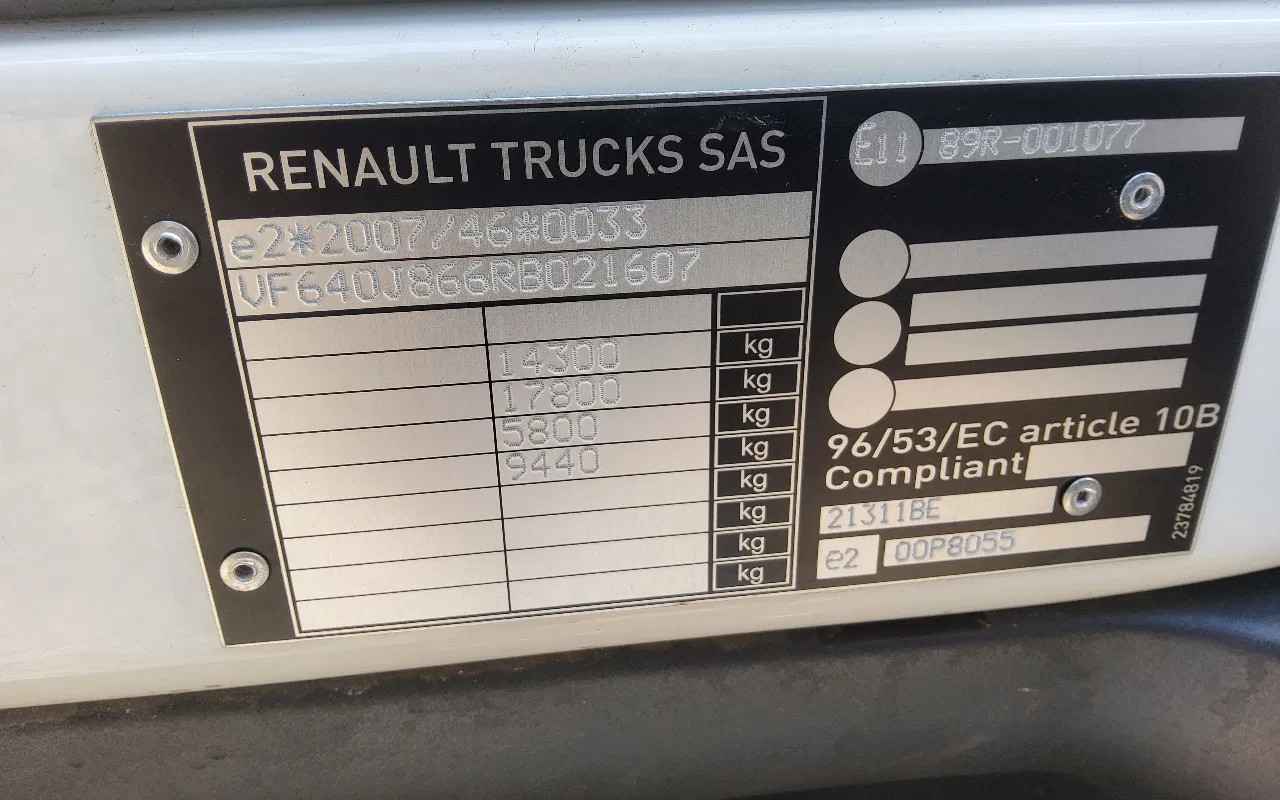 RENAULT TRUCKS SAS
e2*2007/46*0033
VF640J866RB021607
14300 kg
17800 kg
5800 kg
9440 kg
kg
kg
kg
kg
E11 89R-001077
96/53/EC article 10B
Compliant
21311BE
e2 00P8055
23784819